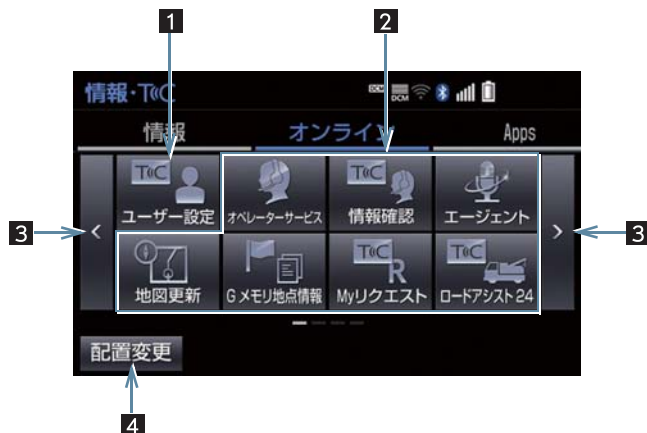 1
2
情報・T(C
DCM
DCM
情報
オンライン
Apps
T(C
T(C
ユーザー設定
オペレーターサービス
情報確認
エージェント
3
<
>
3
T(C
R
T(C
地図更新
G メモリ地点情報
Myリクエスト
ロードアシスト24
配置変更
4